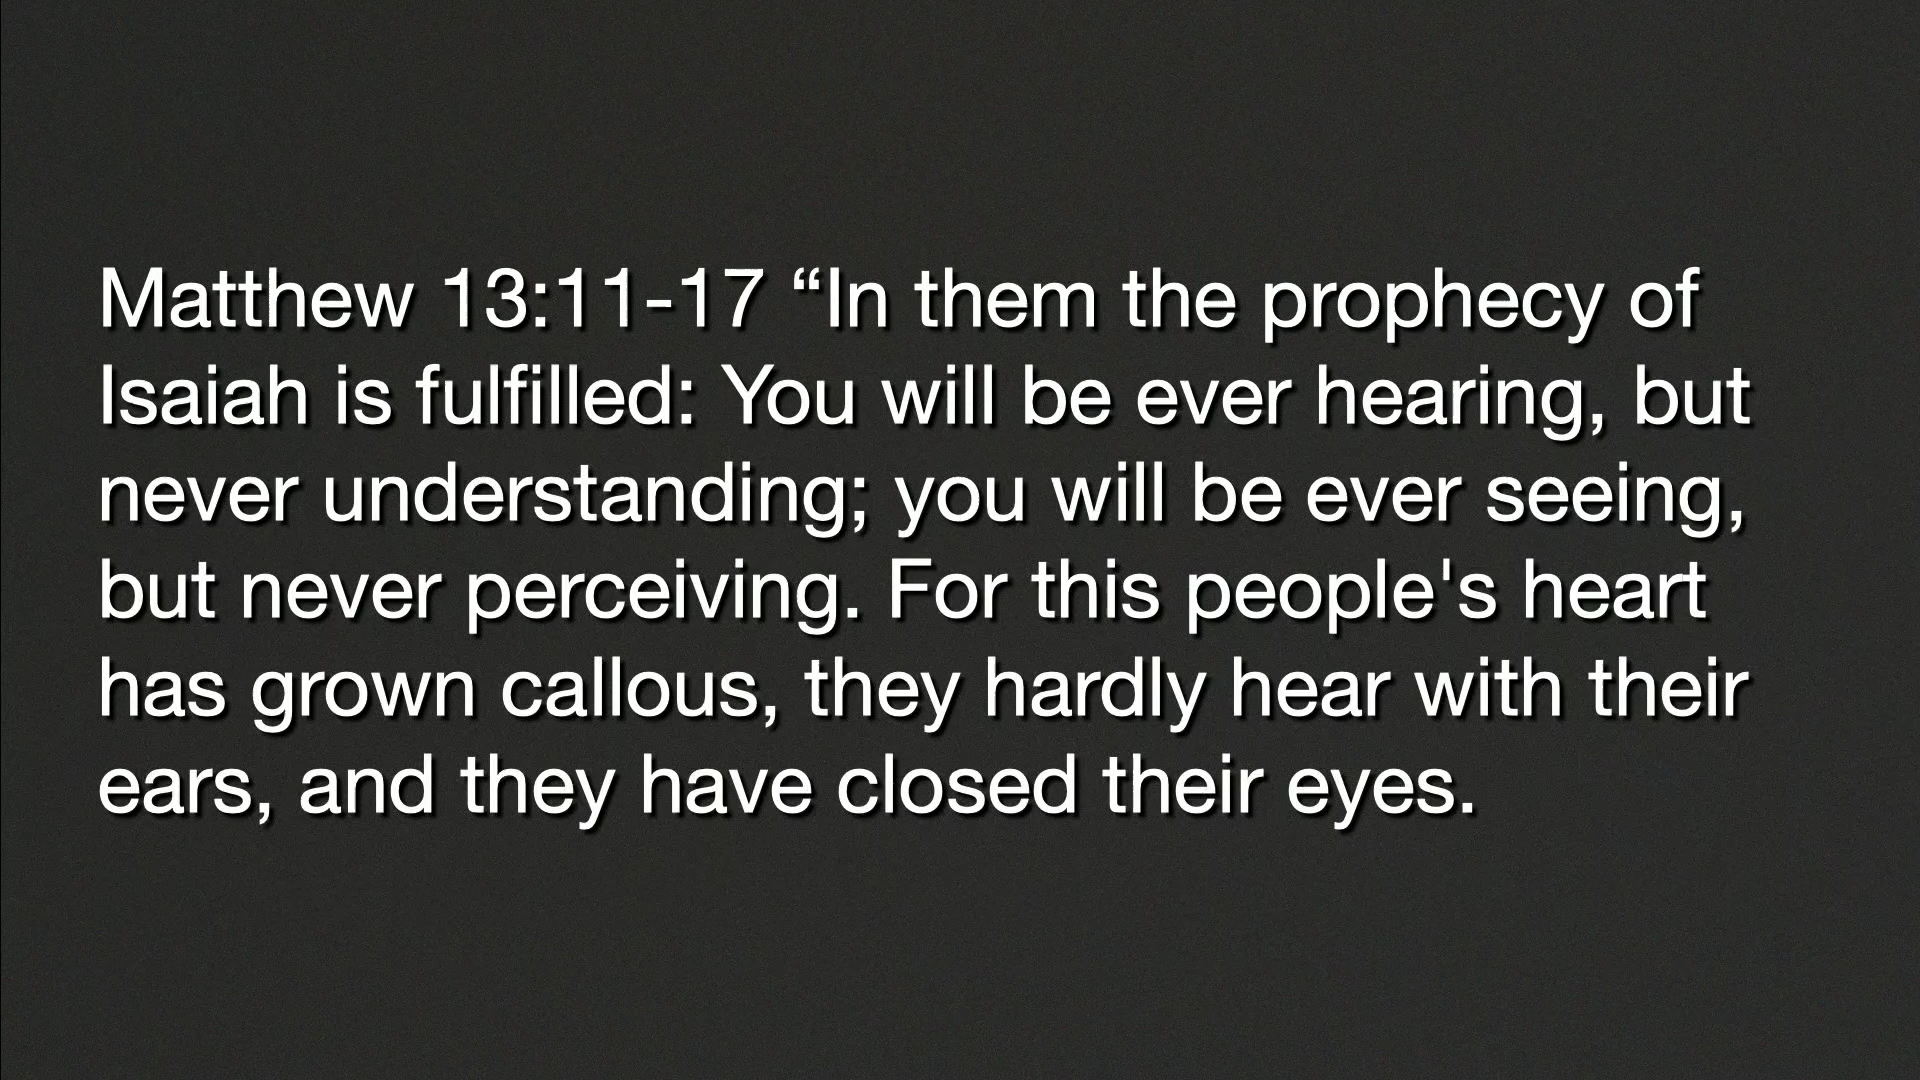 Matthew 13:11-17 “In them the prophecy of
Isaiah is fulfilled: You will be ever hearing, but
never understanding; you will be ever seeing,
but never perceiving. For this people's heart
has grown callous, they hardly hear with their
ears, and they have closed their eyes.